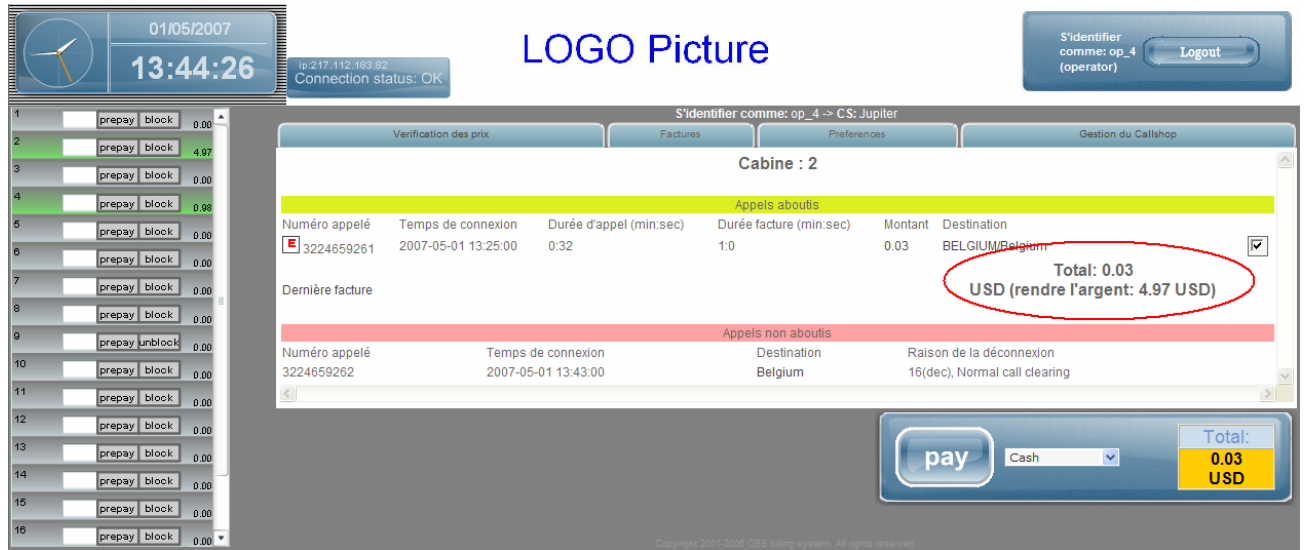 01/05/2007
13:44:26
ip:217.112.183.82
Connection status: OK
LOGO Picture
S'identifier
comme: op_4
(operator)
Logout
1 prepay block 0.00
2 prepay block 4.97
3 prepay block 0.00
4 prepay block 0.98
5 prepay block 0.00
6 prepay block 0.00
7 prepay block 0.00
8 prepay block 0.00
9 prepay unblock 0.00
10 prepay block 0.00
11 prepay block 0.00
12 prepay block 0.00
13 prepay block 0.00
14 prepay block 0.00
15 prepay block 0.00
16 prepay block 0.00
S'identifier comme: op_4 -> CS: Jupiter
Verification des prix Factures Preferences Gestion du Callshop
Cabine : 2
Appels aboutis
Numéro appelé Temps de connexion Durée d'appel (min:sec) Durée facture (min:sec) Montant Destination
E 3224659261 2007-05-01 13:25:00 0:32 1:0 0.03 BELGIUM/Belgium
Total: 0.03
USD (rendre l'argent: 4.97 USD)
Dernière facture
Appels non aboutis
Numéro appelé Temps de connexion Destination Raison de la déconnexion
3224659262 2007-05-01 13:43:00 Belgium 16(dec), Normal call clearing
pay
Cash
Total:
0.03
USD
Copyright 2001-2006 CBS billing system. All rights reserved.